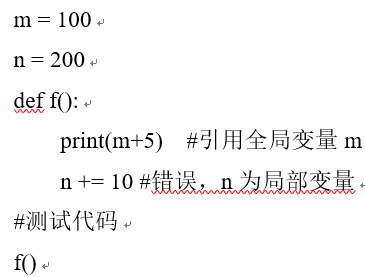 m = 100
n = 200
def f():
print(m+5) #引用全局变量 m
n += 10 #错误，n 为局部变量
#测试代码
f()